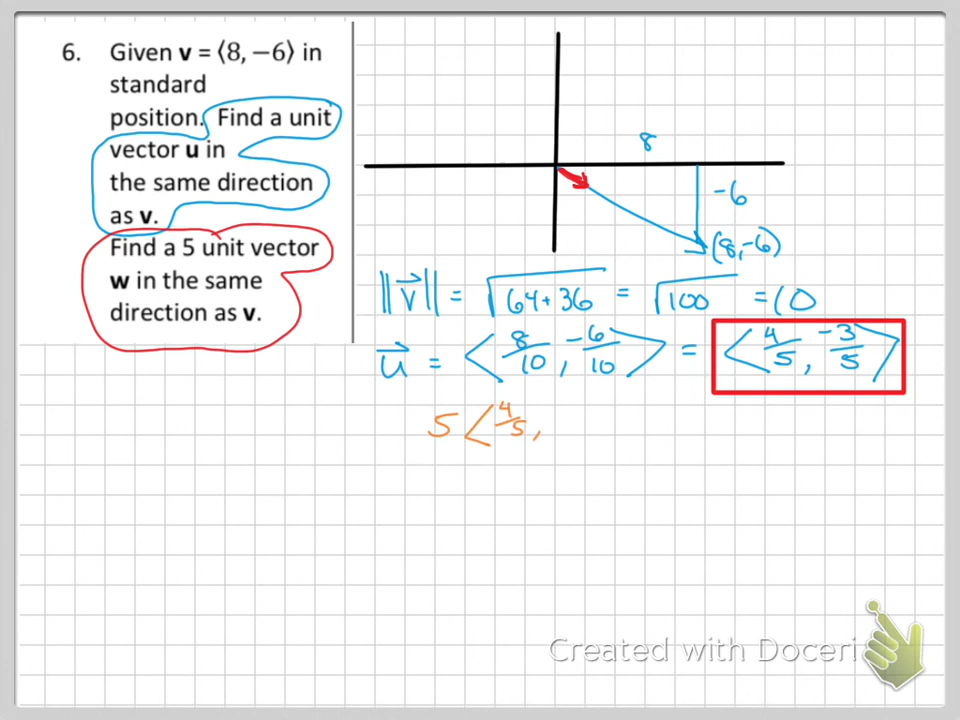 6. Given v = ⟨8, −6⟩ in
standard
position. Find a unit
vector u in
the same direction
as v.
Find a 5 unit vector
w in the same
direction as v.
8
-6
(8,-6)
||v⃗|| = √64+36 = √100 = 10
u⃗ = <8/10, -6/10> = <4/5, -3/5>
5<4/5,
Created with Doceri